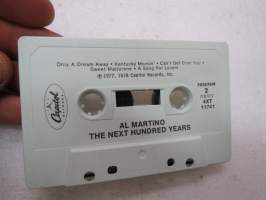 Only A Dream Away • Kentucky Mornin' • Can't Get Over You •
Sweet Marjorene • A Song For Lovers
℗ 1977, 1978 Capitol Records, Inc.
Capitol
PROGRAM
2
4XT
11741
AL MARTINO
THE NEXT HUNDRED YEARS